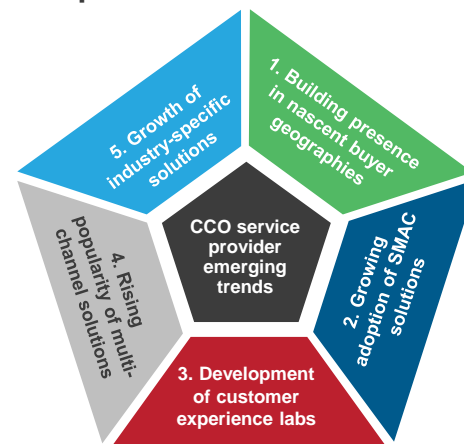 1. Building presence
in nascent buyer
geographies
2. Growing
adoption of SMAC
solutions
3. Development
of customer
experience labs
4. Rising
popularity of multi-
channel solutions
5. Growth of
industry-specific
solutions
CCO service
provider
emerging
trends